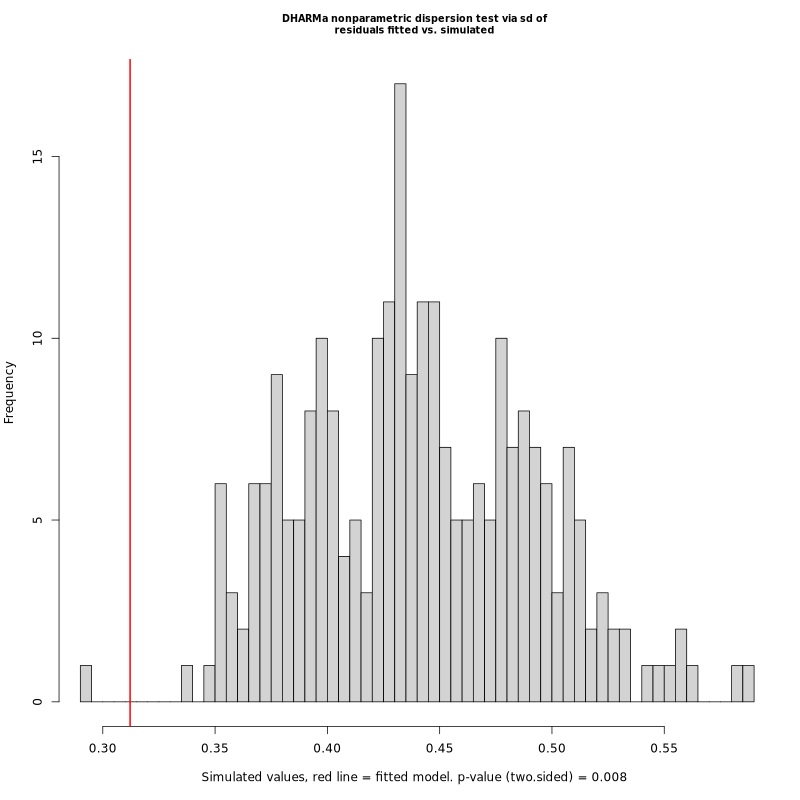 DHARMa nonparametric dispersion test via sd of
residuals fitted vs. simulated
Frequency
15
10
5
0
0.30 0.35 0.40 0.45 0.50 0.55
Simulated values, red line = fitted model. p-value (two.sided) = 0.008